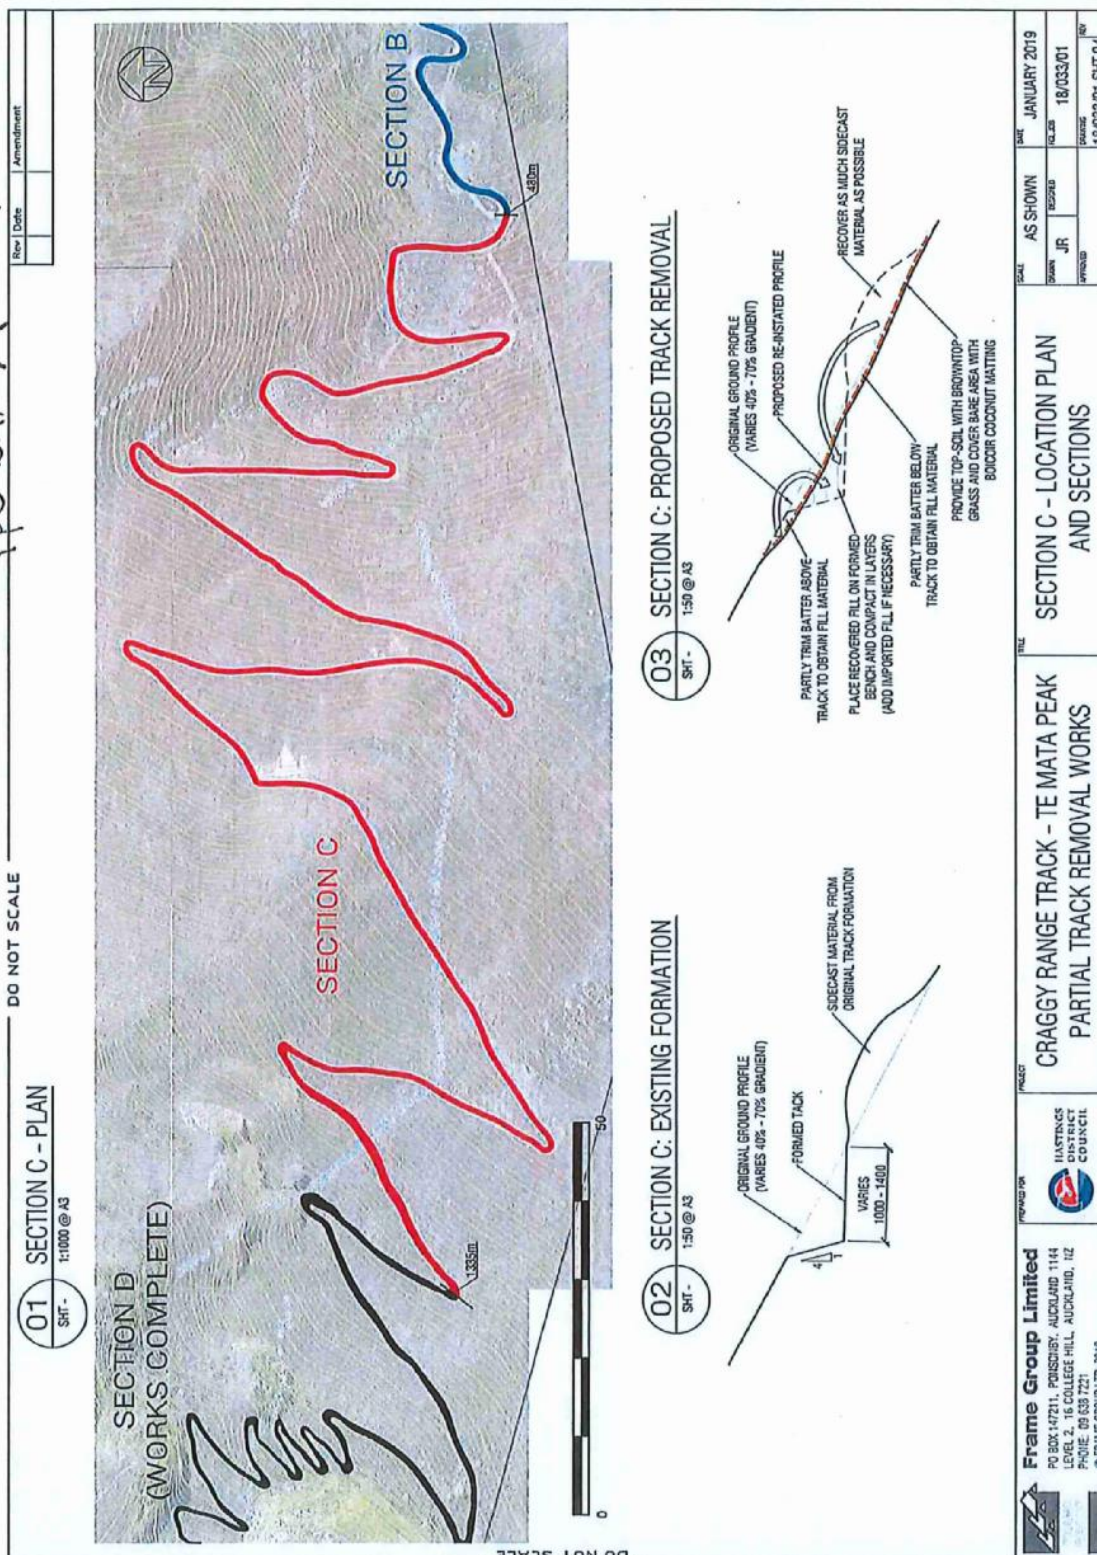 DO NOT SCALE
Rev
Date
Amendment
01
SHT -
SECTION C - PLAN
1:1000 @ A3
SECTION D
(WORKS COMPLETE)
SECTION C
SECTION B
N
1335m
480m
0
50
02
SHT -
SECTION C: EXISTING FORMATION
1:50 @ A3
ORIGINAL GROUND PROFILE
(VARIES 40% - 70% GRADIENT)
FORMED TACK
SIDECAST MATERIAL FROM
ORIGINAL TRACK FORMATION
4
1
VARIES
1000 - 1400
03
SHT -
SECTION C: PROPOSED TRACK REMOVAL
1:50 @ A3
ORIGINAL GROUND PROFILE
(VARIES 40% - 70% GRADIENT)
PROPOSED RE-INSTATED PROFILE
RECOVER AS MUCH SIDECAST
MATERIAL AS POSSIBLE
PARTLY TRIM BATTER ABOVE
TRACK TO OBTAIN FILL MATERIAL
PLACE RECOVERED FILL ON FORMED
BENCH AND COMPACT IN LAYERS
(ADD IMPORTED FILL IF NECESSARY)
PARTLY TRIM BATTER BELOW
TRACK TO OBTAIN FILL MATERIAL
PROVIDE TOP-SOIL WITH BROWNTOP
GRASS AND COVER BARE AREA WITH
BOICOIR COCONUT MATTING
DO NOT SCALE
Frame Group Limited
PO BOX 147211, PONSONBY, AUCKLAND 1144
LEVEL 2, 16 COLLEGE HILL, AUCKLAND, NZ
PHONE: 09 638 7221
PREPARED FOR
HASTINGS
DISTRICT
COUNCIL
PROJECT
CRAGGY RANGE TRACK - TE MATA PEAK
PARTIAL TRACK REMOVAL WORKS
TITLE
SECTION C - LOCATION PLAN
AND SECTIONS
SCALE
AS SHOWN
DATE
JANUARY 2019
DRAWN
JR
DESIGNED
FGL JOB
18/033/01
APPROVED
DRAWING
REV